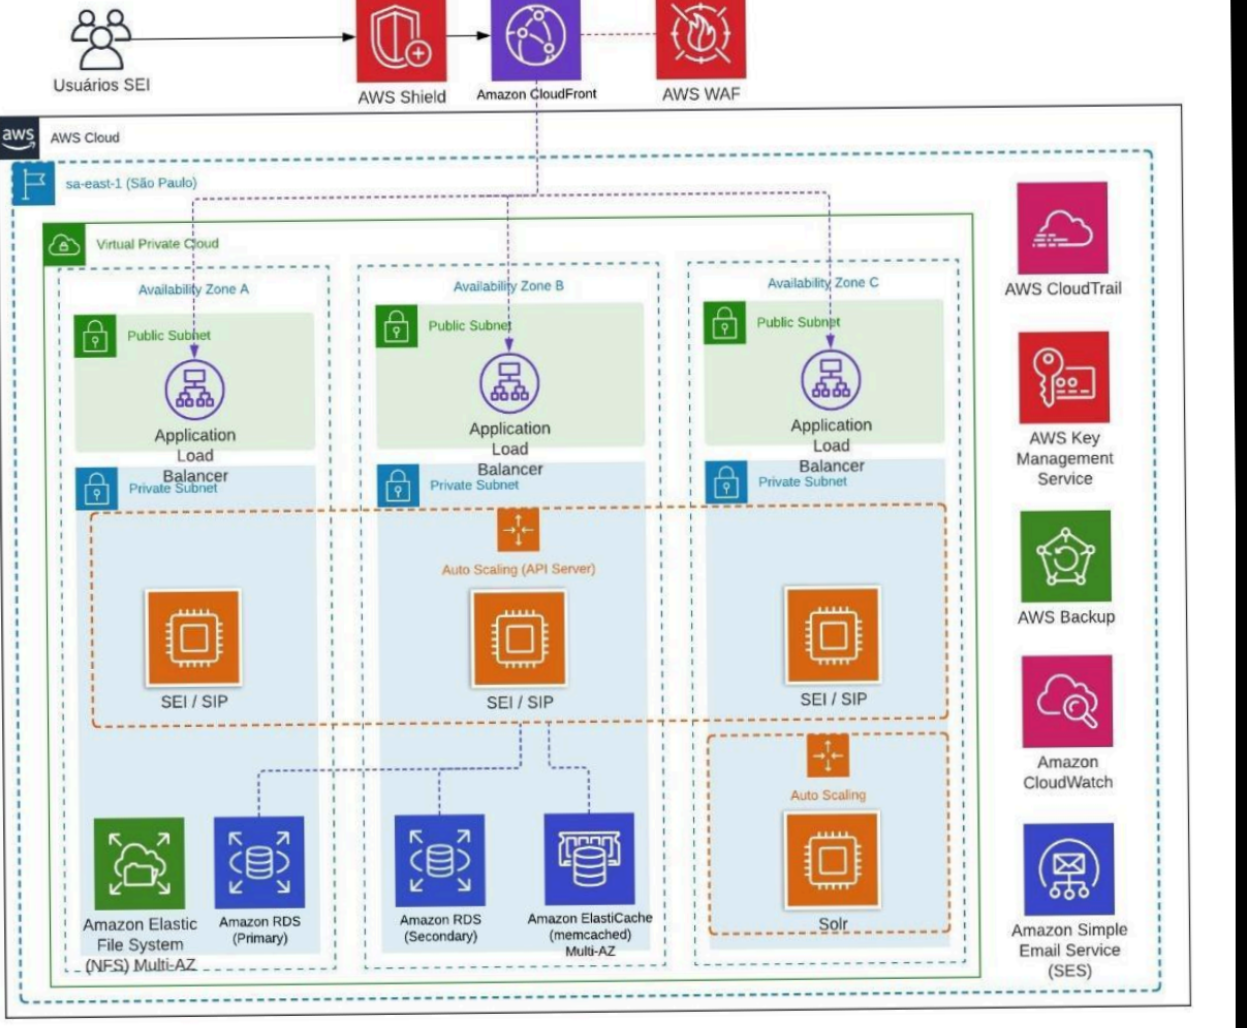 Usuários SEI
AWS Shield
Amazon CloudFront
AWS WAF
aws
AWS Cloud
sa-east-1 (São Paulo)
Virtual Private Cloud
Availability Zone A
Availability Zone B
Availability Zone C
Public Subnet
Public Subnet
Public Subnet
Application
Load
Balancer
Application
Load
Balancer
Application
Load
Balancer
Private Subnet
Private Subnet
Private Subnet
Auto Scaling (API Server)
SEI / SIP
SEI / SIP
SEI / SIP
Auto Scaling
Solr
Amazon Elastic
File System
(NFS) Multi-AZ
Amazon RDS
(Primary)
Amazon RDS
(Secondary)
Amazon ElastiCache
(memcached)
Multi-AZ
AWS CloudTrail
AWS Key
Management
Service
AWS Backup
Amazon
CloudWatch
Amazon Simple
Email Service
(SES)